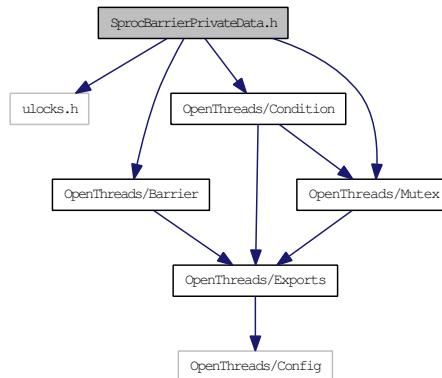 SprocBarrierPrivateData.h
ulocks.h
OpenThreads/Condition
OpenThreads/Barrier
OpenThreads/Mutex
OpenThreads/Exports
OpenThreads/Config